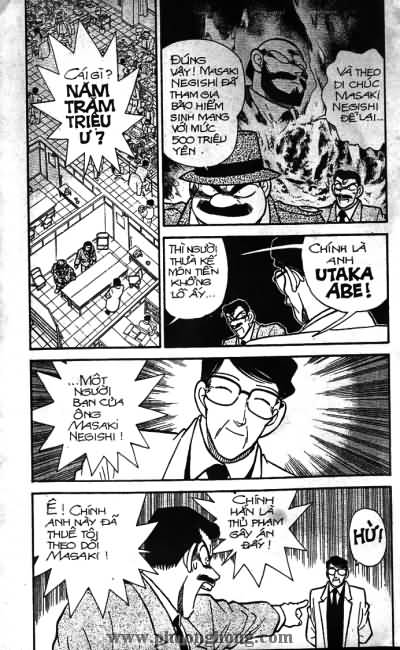 CÁI GÌ?
NĂM
TRĂM
TRIỆU
Ư?
ĐÚNG
VẬY! MASAKI
NEGISHI ĐÃ
THAM GIA
BẢO HIỂM
SINH MẠNG
VỚI MỨC
500 TRIỆU
YÊN.
VÀ THEO
DI CHÚC
MASAKI
NEGISHI
ĐỂ LẠI...
THÌ NGƯỜI
THỪA KẾ
MÓN TIỀN
KHỔNG
LỒ ẤY...
CHÍNH LÀ
ANH
UTAKA
ABE!
...MỘT
NGƯỜI
BẠN CỦA
ÔNG
MASAKI
NEGISHI!
Ê! CHÍNH
ANH NÀY ĐÃ
THUÊ TÔI
THEO DÕI
MASAKI!
CHÍNH
HẮN LÀ
THỦ PHẠM
GÂY ÁN
ĐẤY!
HỪ!
www.phuonghong.com